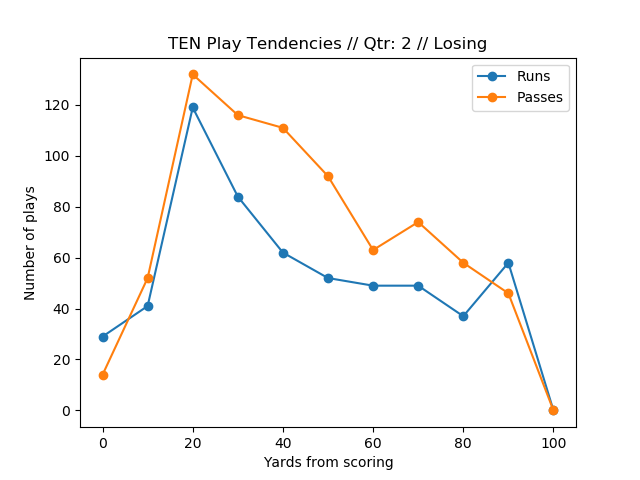 TEN Play Tendencies // Qtr: 2 // Losing
Runs
Passes
Number of plays
120
100
80
60
40
20
0
0 20 40 60 80 100
Yards from scoring